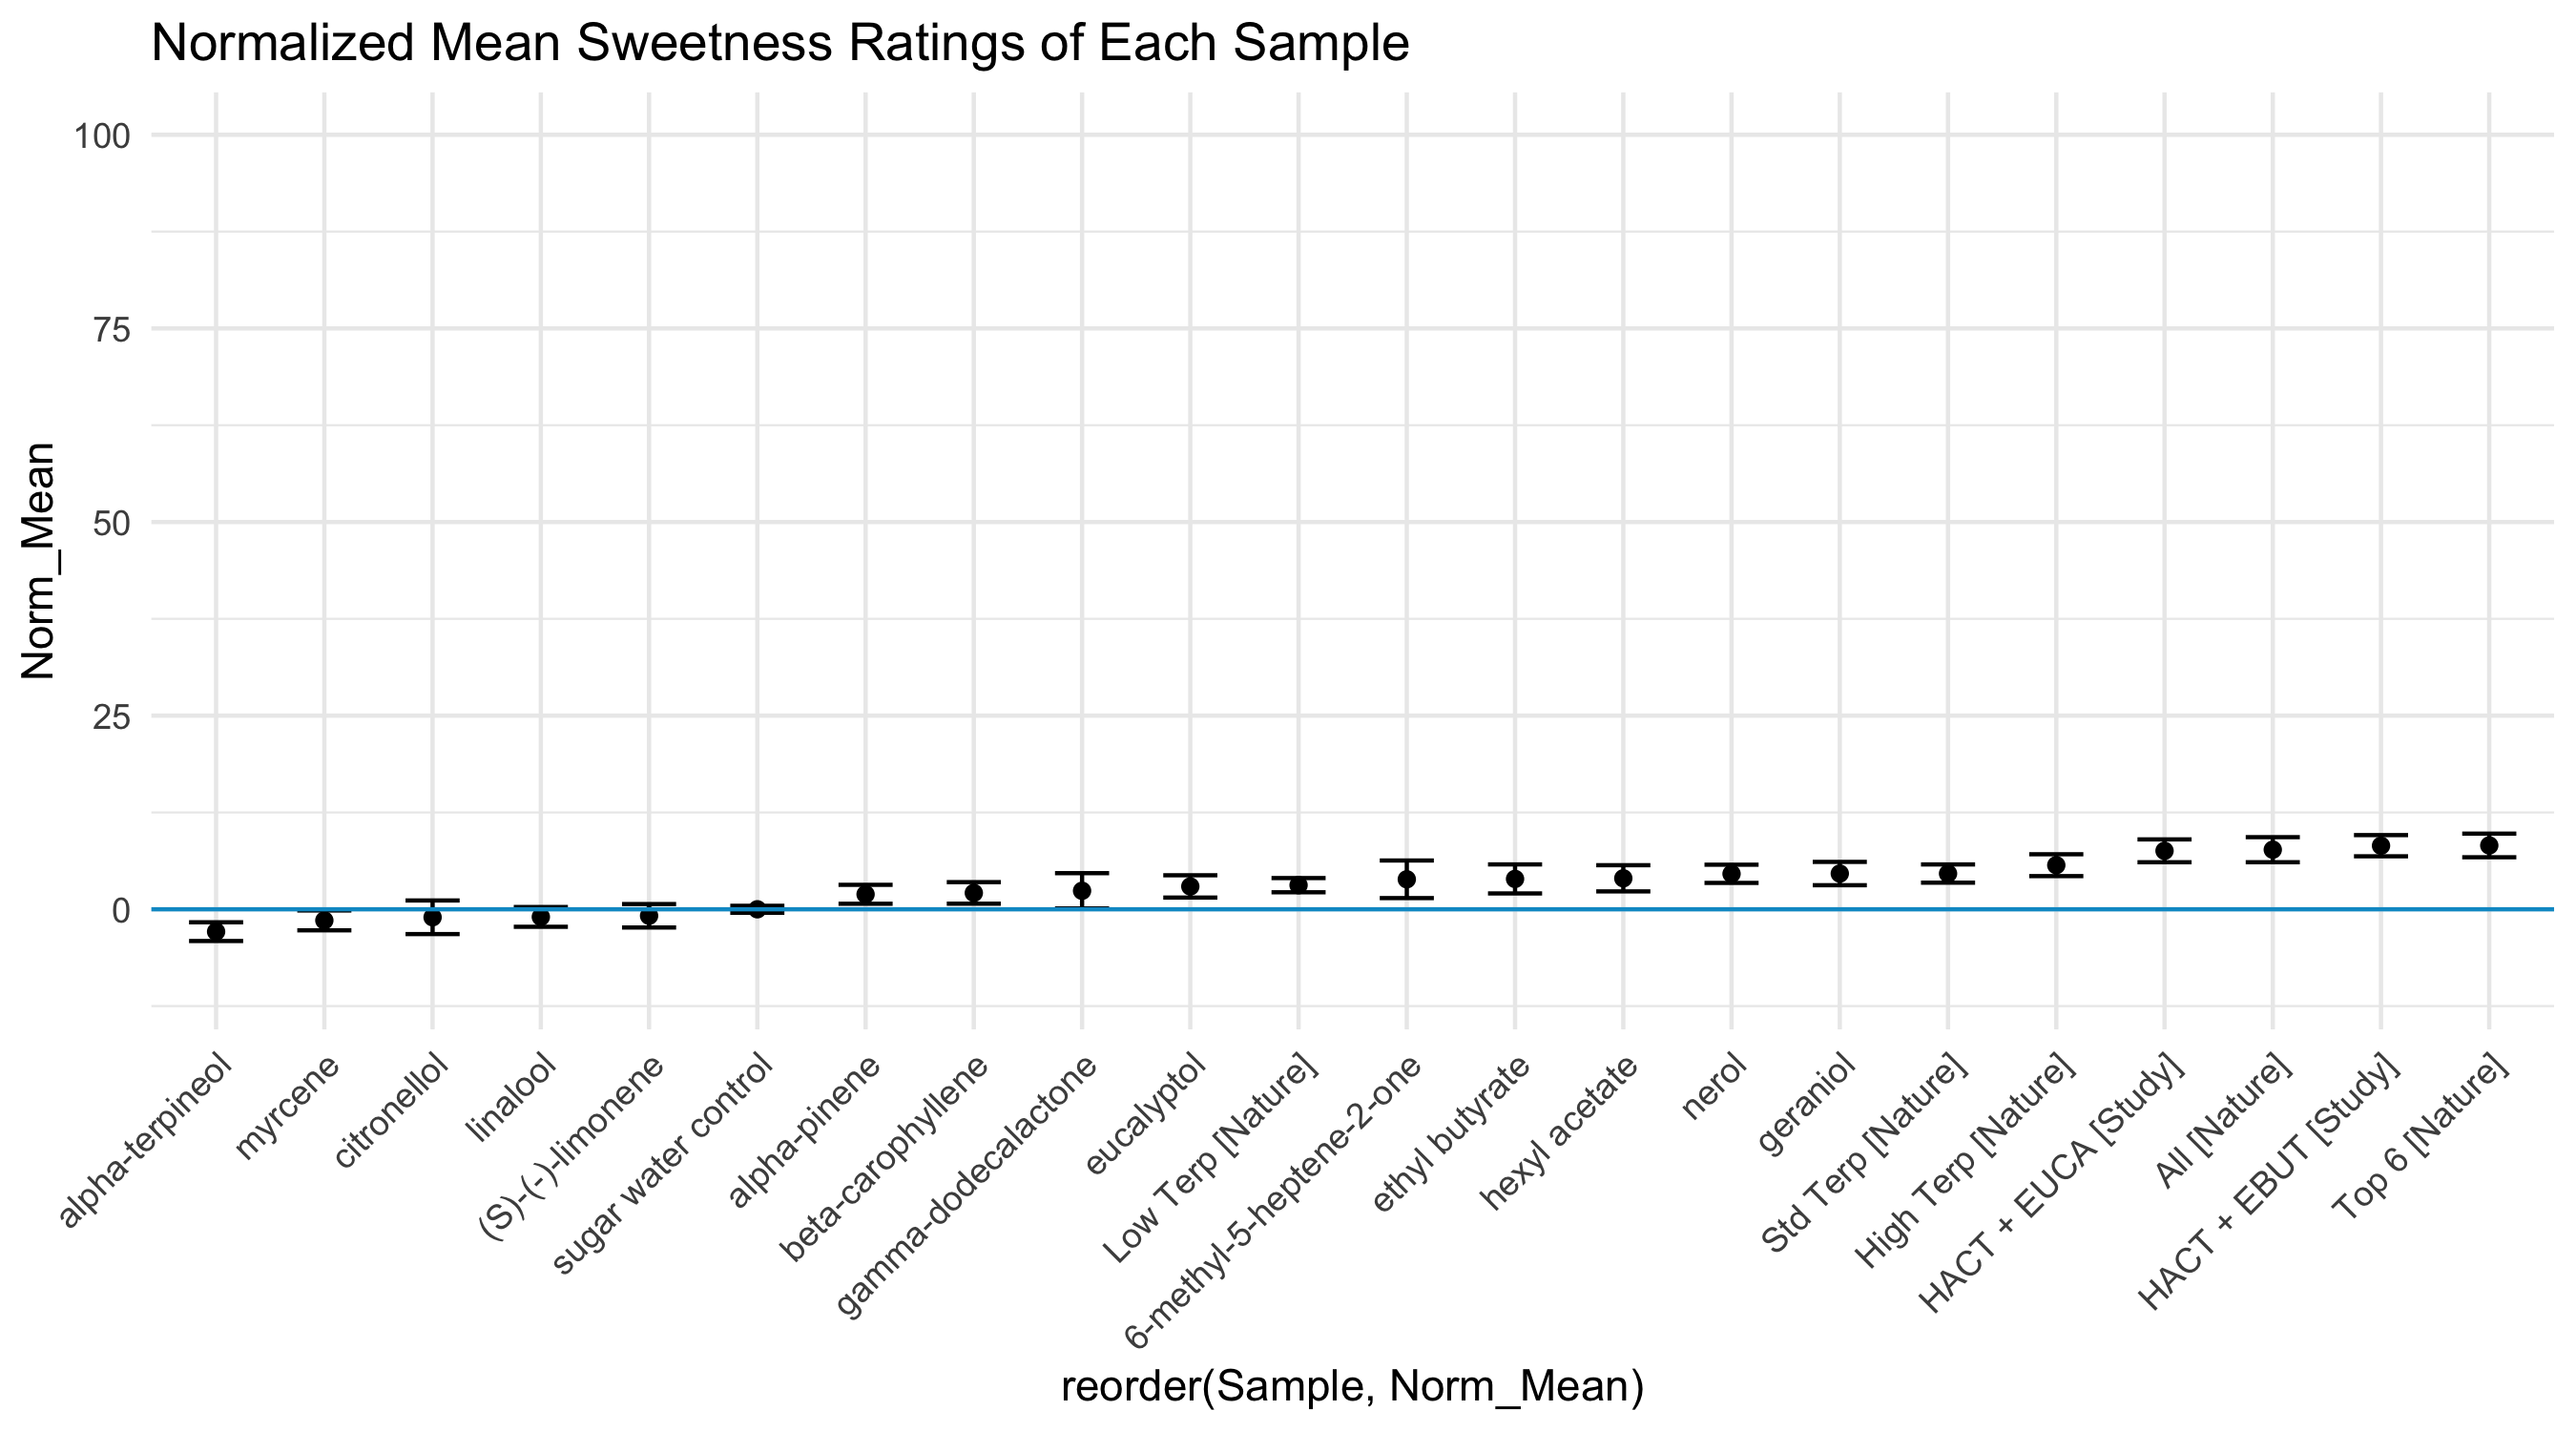 Normalized Mean Sweetness Ratings of Each Sample
Norm_Mean
100
75
50
25
0
alpha-terpineol
myrcene
citronellol
linalool
(S)-(-)-limonene
sugar water control
alpha-pinene
beta-carophyllene
gamma-dodecalactone
eucalyptol
Low Terp [Nature]
6-methyl-5-heptene-2-one
ethyl butyrate
hexyl acetate
nerol
geraniol
Std Terp [Nature]
High Terp [Nature]
HACT + EUCA [Study]
All [Nature]
HACT + EBUT [Study]
Top 6 [Nature]
reorder(Sample, Norm_Mean)